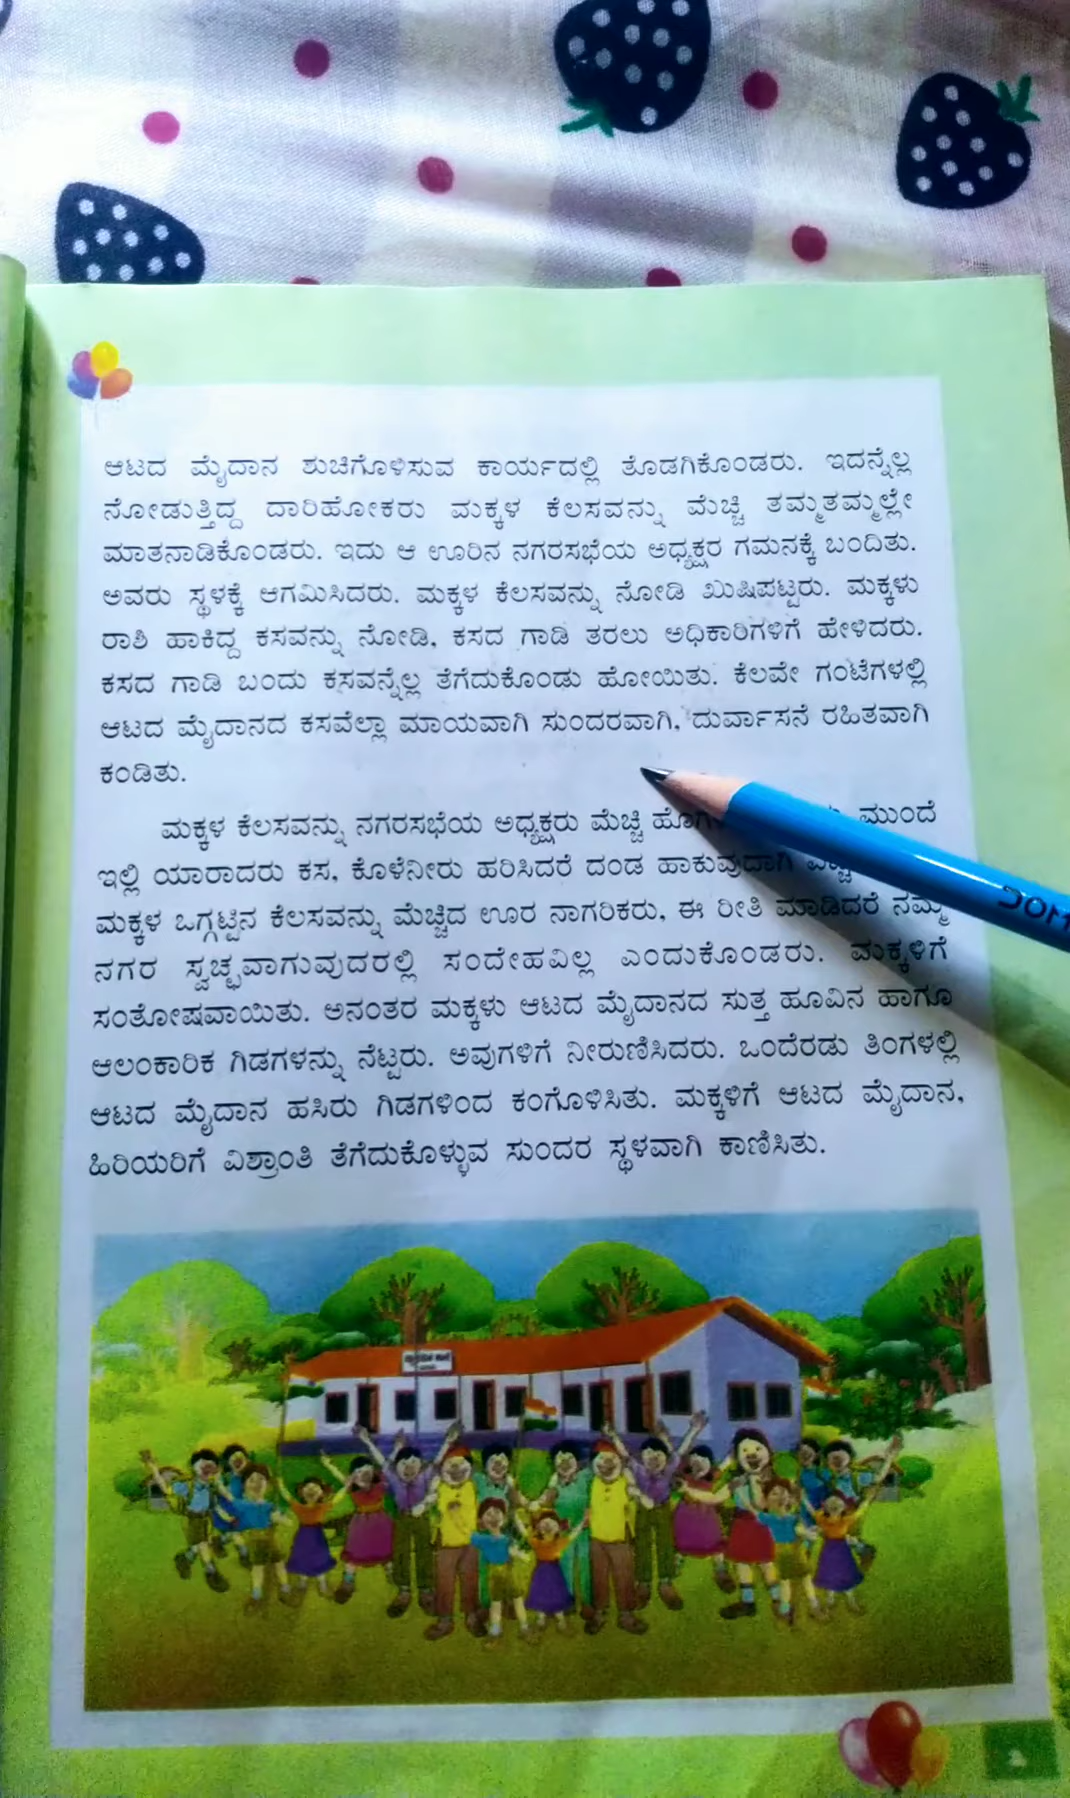 ಆಟದ ಮೈದಾನ ಶುಚಿಗೊಳಿಸುವ ಕಾರ್ಯದಲ್ಲಿ ತೊಡಗಿಕೊಂಡರು. ಇದನ್ನೆಲ್ಲ
ನೋಡುತ್ತಿದ್ದ ದಾರಿಹೋಕರು ಮಕ್ಕಳ ಕೆಲಸವನ್ನು ಮೆಚ್ಚಿ ತಮ್ಮತಮ್ಮಲ್ಲೇ
ಮಾತನಾಡಿಕೊಂಡರು. ಇದು ಆ ಊರಿನ ನಗರಸಭೆಯ ಅಧ್ಯಕ್ಷರ ಗಮನಕ್ಕೆ ಬಂದಿತು.
ಅವರು ಸ್ಥಳಕ್ಕೆ ಆಗಮಿಸಿದರು. ಮಕ್ಕಳ ಕೆಲಸವನ್ನು ನೋಡಿ ಖುಷಿಪಟ್ಟರು. ಮಕ್ಕಳು
ರಾಶಿ ಹಾಕಿದ್ದ ಕಸವನ್ನು ನೋಡಿ, ಕಸದ ಗಾಡಿ ತರಲು ಅಧಿಕಾರಿಗಳಿಗೆ ಹೇಳಿದರು.
ಕಸದ ಗಾಡಿ ಬಂದು ಕಸವನ್ನೆಲ್ಲ ತೆಗೆದುಕೊಂಡು ಹೋಯಿತು. ಕೆಲವೇ ಗಂಟೆಗಳಲ್ಲಿ
ಆಟದ ಮೈದಾನದ ಕಸವೆಲ್ಲಾ ಮಾಯವಾಗಿ ಸುಂದರವಾಗಿ, ದುರ್ವಾಸನೆ ರಹಿತವಾಗಿ
ಕಂಡಿತು.
ಮಕ್ಕಳ ಕೆಲಸವನ್ನು ನಗರಸಭೆಯ ಅಧ್ಯಕ್ಷರು ಮೆಚ್ಚಿ ಮುಂದೆ
ಇಲ್ಲಿ ಯಾರಾದರು ಕಸ, ಕೊಳೆನೀರು ಹರಿಸಿದರೆ ದಂಡ ಹಾಕುವುದಾಗಿ
ಮಕ್ಕಳ ಒಗ್ಗಟ್ಟಿನ ಕೆಲಸವನ್ನು ಮೆಚ್ಚಿದ ಊರ ನಾಗರಿಕರು, ಈ ರೀತಿ ಮಾಡಿದರೆ ನಮ್ಮ
ನಗರ ಸ್ವಚ್ಛವಾಗುವುದರಲ್ಲಿ ಸಂದೇಹವಿಲ್ಲ ಎಂದುಕೊಂಡರು. ಮಕ್ಕಳಿಗೆ
ಸಂತೋಷವಾಯಿತು. ಅನಂತರ ಮಕ್ಕಳು ಆಟದ ಮೈದಾನದ ಸುತ್ತ ಹೂವಿನ ಹಾಗೂ
ಆಲಂಕಾರಿಕ ಗಿಡಗಳನ್ನು ನೆಟ್ಟರು. ಅವುಗಳಿಗೆ ನೀರುಣಿಸಿದರು. ಒಂದೆರಡು ತಿಂಗಳಲ್ಲಿ
ಆಟದ ಮೈದಾನ ಹಸಿರು ಗಿಡಗಳಿಂದ ಕಂಗೊಳಿಸಿತು. ಮಕ್ಕಳಿಗೆ ಆಟದ ಮೈದಾನ,
ಹಿರಿಯರಿಗೆ ವಿಶ್ರಾಂತಿ ತೆಗೆದುಕೊಳ್ಳುವ ಸುಂದರ ಸ್ಥಳವಾಗಿ ಕಾಣಿಸಿತು.